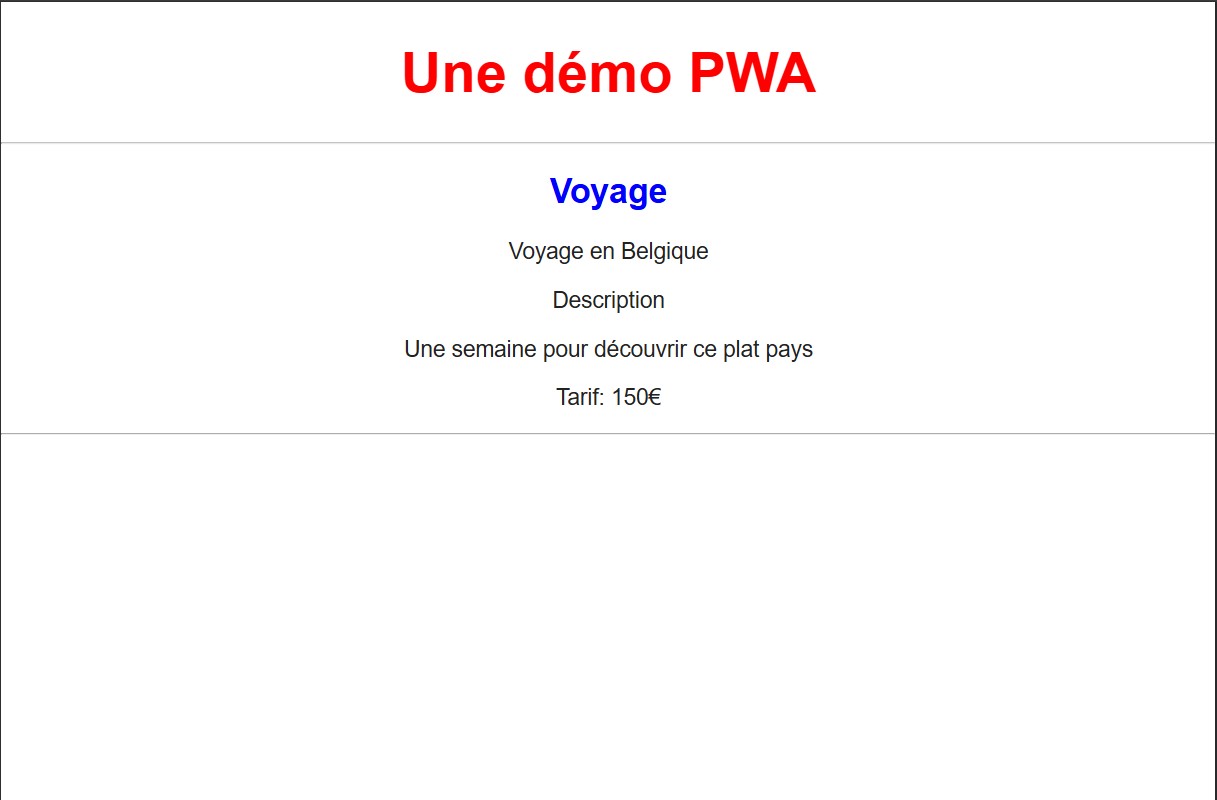 Une démo PWA
Voyage
Voyage en Belgique
Description
Une semaine pour découvrir ce plat pays
Tarif: 150€